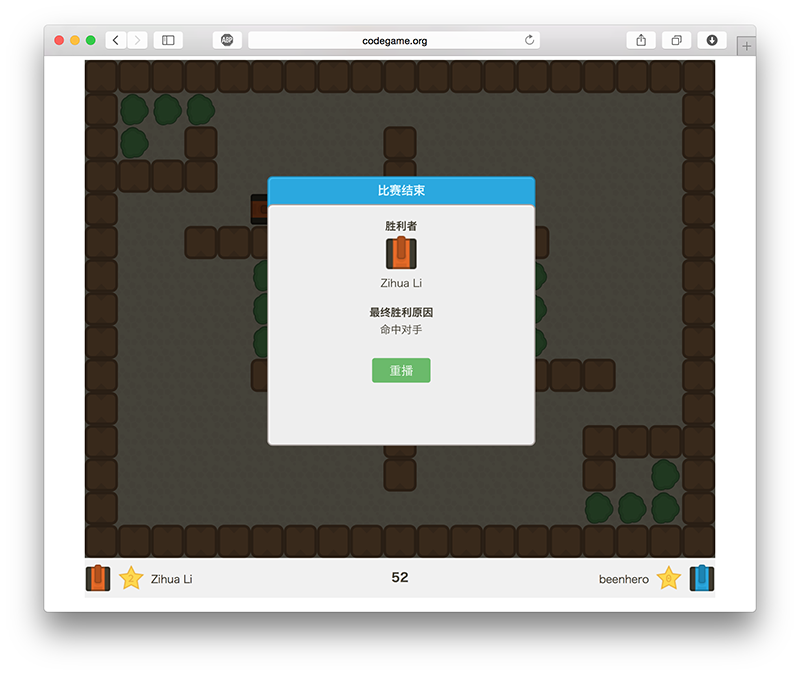 ABP
codegame.org
比赛结束
胜利者
Zihua Li
最终胜利原因
命中对手
重播
2
Zihua Li
52
beenhero
0